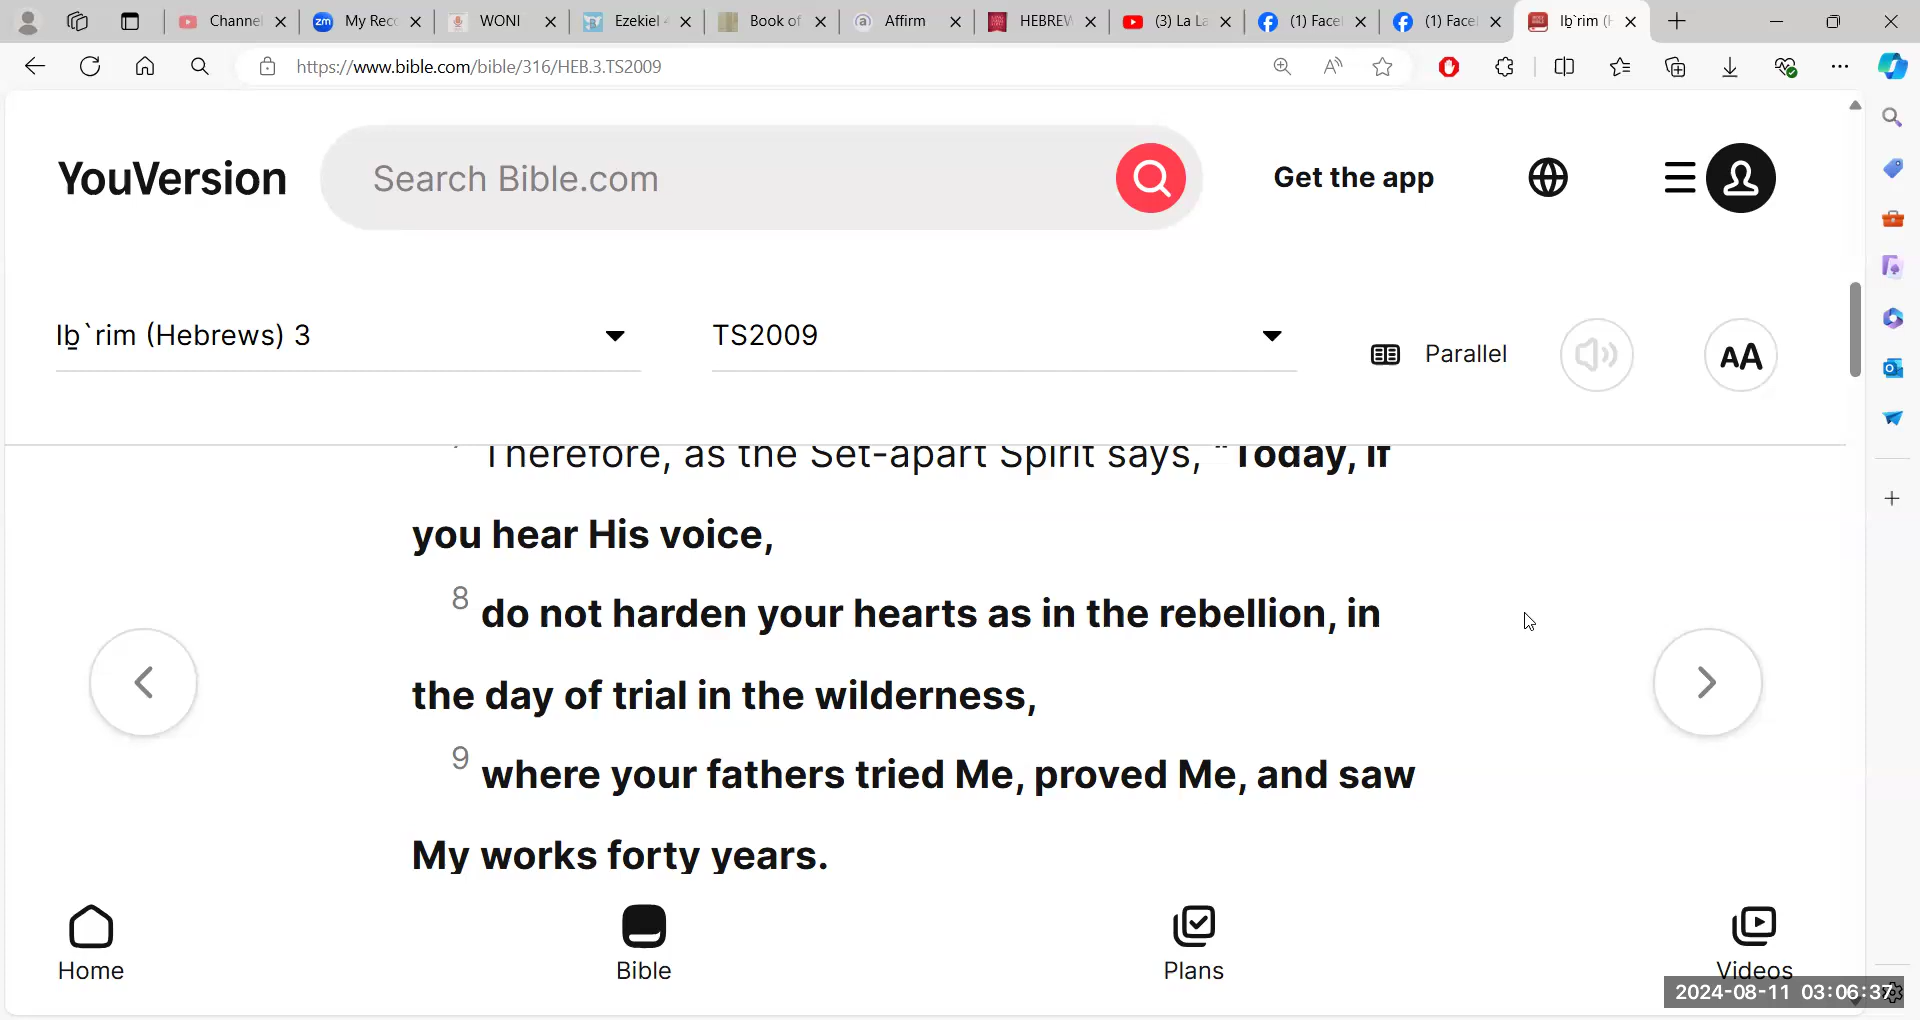 Channel
My Rec
WONI
Ezekiel 4
Book of
Affirm
HEBREW
(3) La La
(1) Face
(1) Face
Iḇ`rim (H
https://www.bible.com/bible/316/HEB.3.TS2009
YouVersion
Search Bible.com
Get the app
Iḇ`rim (Hebrews) 3
TS2009
Parallel
AA
Therefore, as the Set-apart Spirit says, "Today, if
you hear His voice,
8 do not harden your hearts as in the rebellion, in
the day of trial in the wilderness,
9 where your fathers tried Me, proved Me, and saw
My works forty years.
Home
Bible
Plans
Videos
2024-08-11 03:06:37